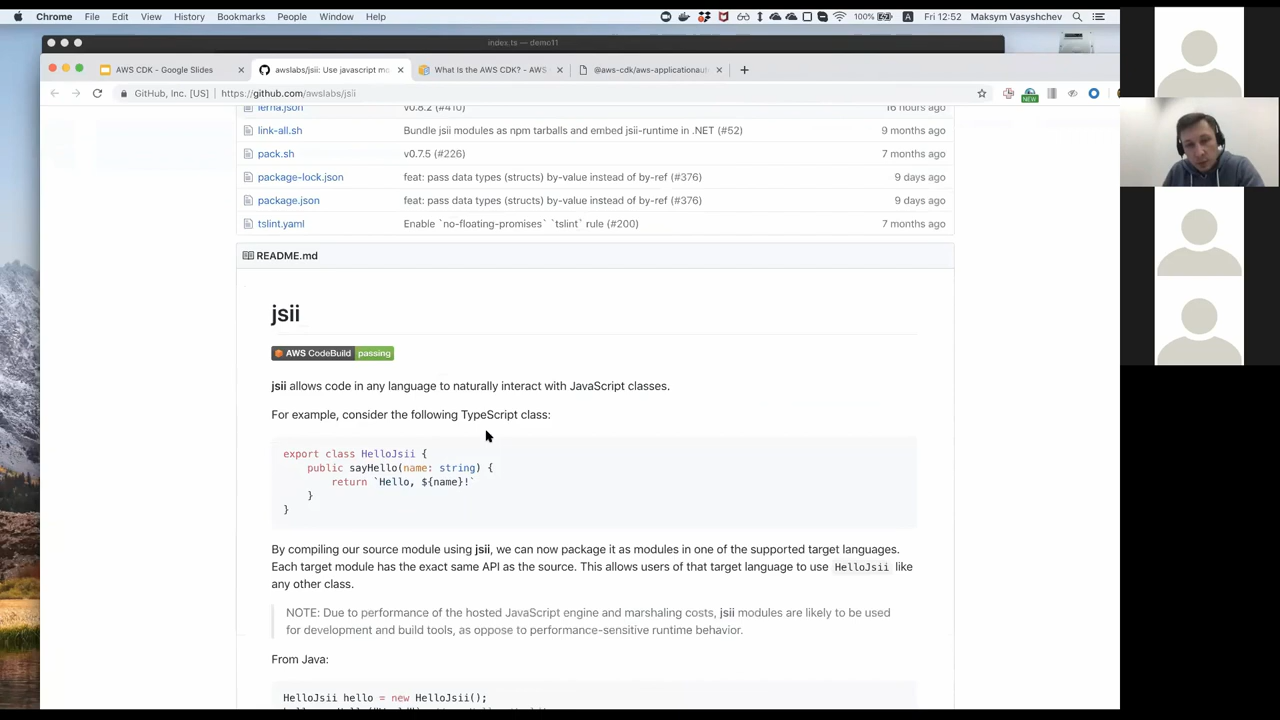 Chrome File Edit View History Bookmarks People Window Help 100% A Fri 12:52 Maksym Vasyshchev
index.ts — demo11
AWS CDK - Google Slides
awslabs/jsii: Use javascript mo
What Is the AWS CDK? - AWS
@aws-cdk/aws-applicationaut
GitHub, Inc. [US] https://github.com/awslabs/jsii NEW
lerna.json v0.8.2 (#410) 16 hours ago
link-all.sh Bundle jsii modules as npm tarballs and embed jsii-runtime in .NET (#52) 9 months ago
pack.sh v0.7.5 (#226) 7 months ago
package-lock.json feat: pass data types (structs) by-value instead of by-ref (#376) 9 days ago
package.json feat: pass data types (structs) by-value instead of by-ref (#376) 9 days ago
tslint.yaml Enable `no-floating-promises` `tslint` rule (#200) 7 months ago
README.md
jsii
AWS CodeBuild passing
jsii allows code in any language to naturally interact with JavaScript classes.
For example, consider the following TypeScript class:
export class HelloJsii {
public sayHello(name: string) {
return `Hello, ${name}!`
}
}
By compiling our source module using jsii, we can now package it as modules in one of the supported target languages.
Each target module has the exact same API as the source. This allows users of that target language to use HelloJsii like
any other class.
NOTE: Due to performance of the hosted JavaScript engine and marshaling costs, jsii modules are likely to be used
for development and build tools, as oppose to performance-sensitive runtime behavior.
From Java:
HelloJsii hello = new HelloJsii();